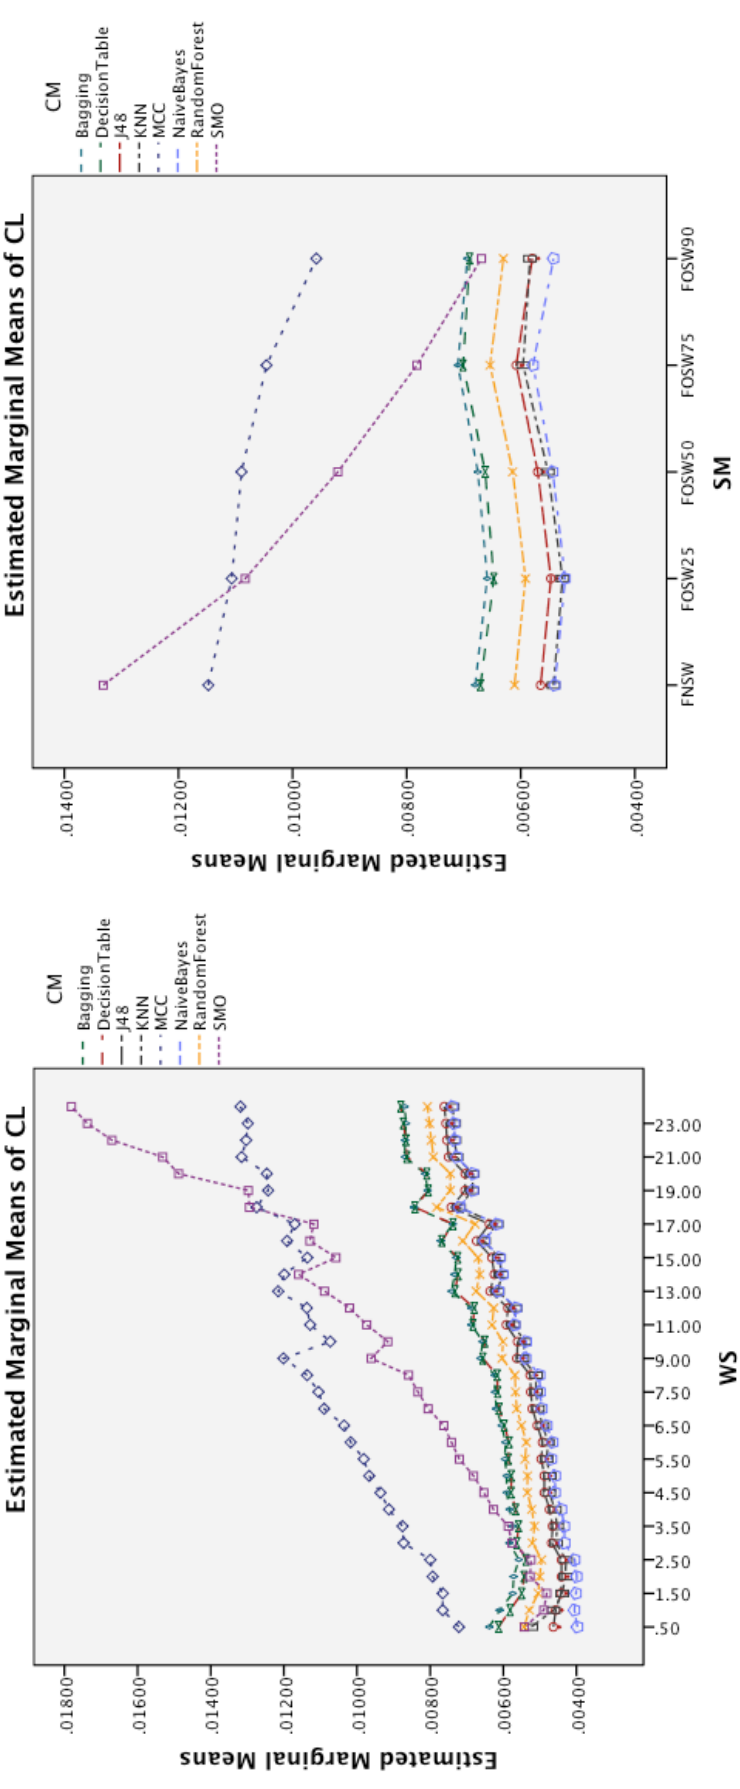 Estimated Marginal Means of CL
CM
Bagging
DecisionTable
J48
KNN
MCC
NaiveBayes
RandomForest
SMO
Estimated Marginal Means
.01400
.01200
.01000
.00800
.00600
.00400
FNSW
FOSW25
FOSW50
FOSW75
FOSW90
SM
Estimated Marginal Means of CL
CM
Bagging
DecisionTable
J48
KNN
MCC
NaiveBayes
RandomForest
SMO
Estimated Marginal Means
.01800
.01600
.01400
.01200
.01000
.00800
.00600
.00400
.50
1.50
2.50
3.50
4.50
5.50
6.50
7.50
9.00
11.00
13.00
15.00
17.00
19.00
21.00
23.00
WS